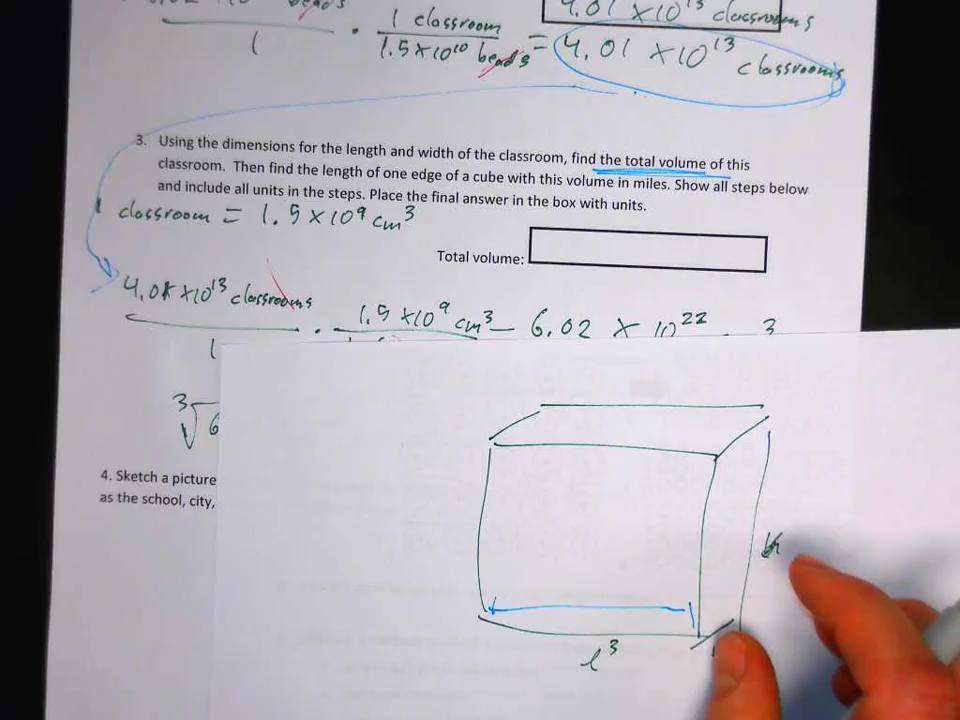 beads
4.01 ×10¹³ classrooms
1 classroom
1 · 1.5×10¹⁰ beads = 4.01 ×10¹³ classrooms
3. Using the dimensions for the length and width of the classroom, find the total volume of this
classroom. Then find the length of one edge of a cube with this volume in miles. Show all steps below
and include all units in the steps. Place the final answer in the box with units.
1 classroom = 1.5 ×10⁹ cm³
Total volume:
4.01 ×10¹³ classrooms · 1.5 ×10⁹ cm³ = 6.02 × 10²² 3
1
³√6
4. Sketch a picture
as the school, city,
h
l³